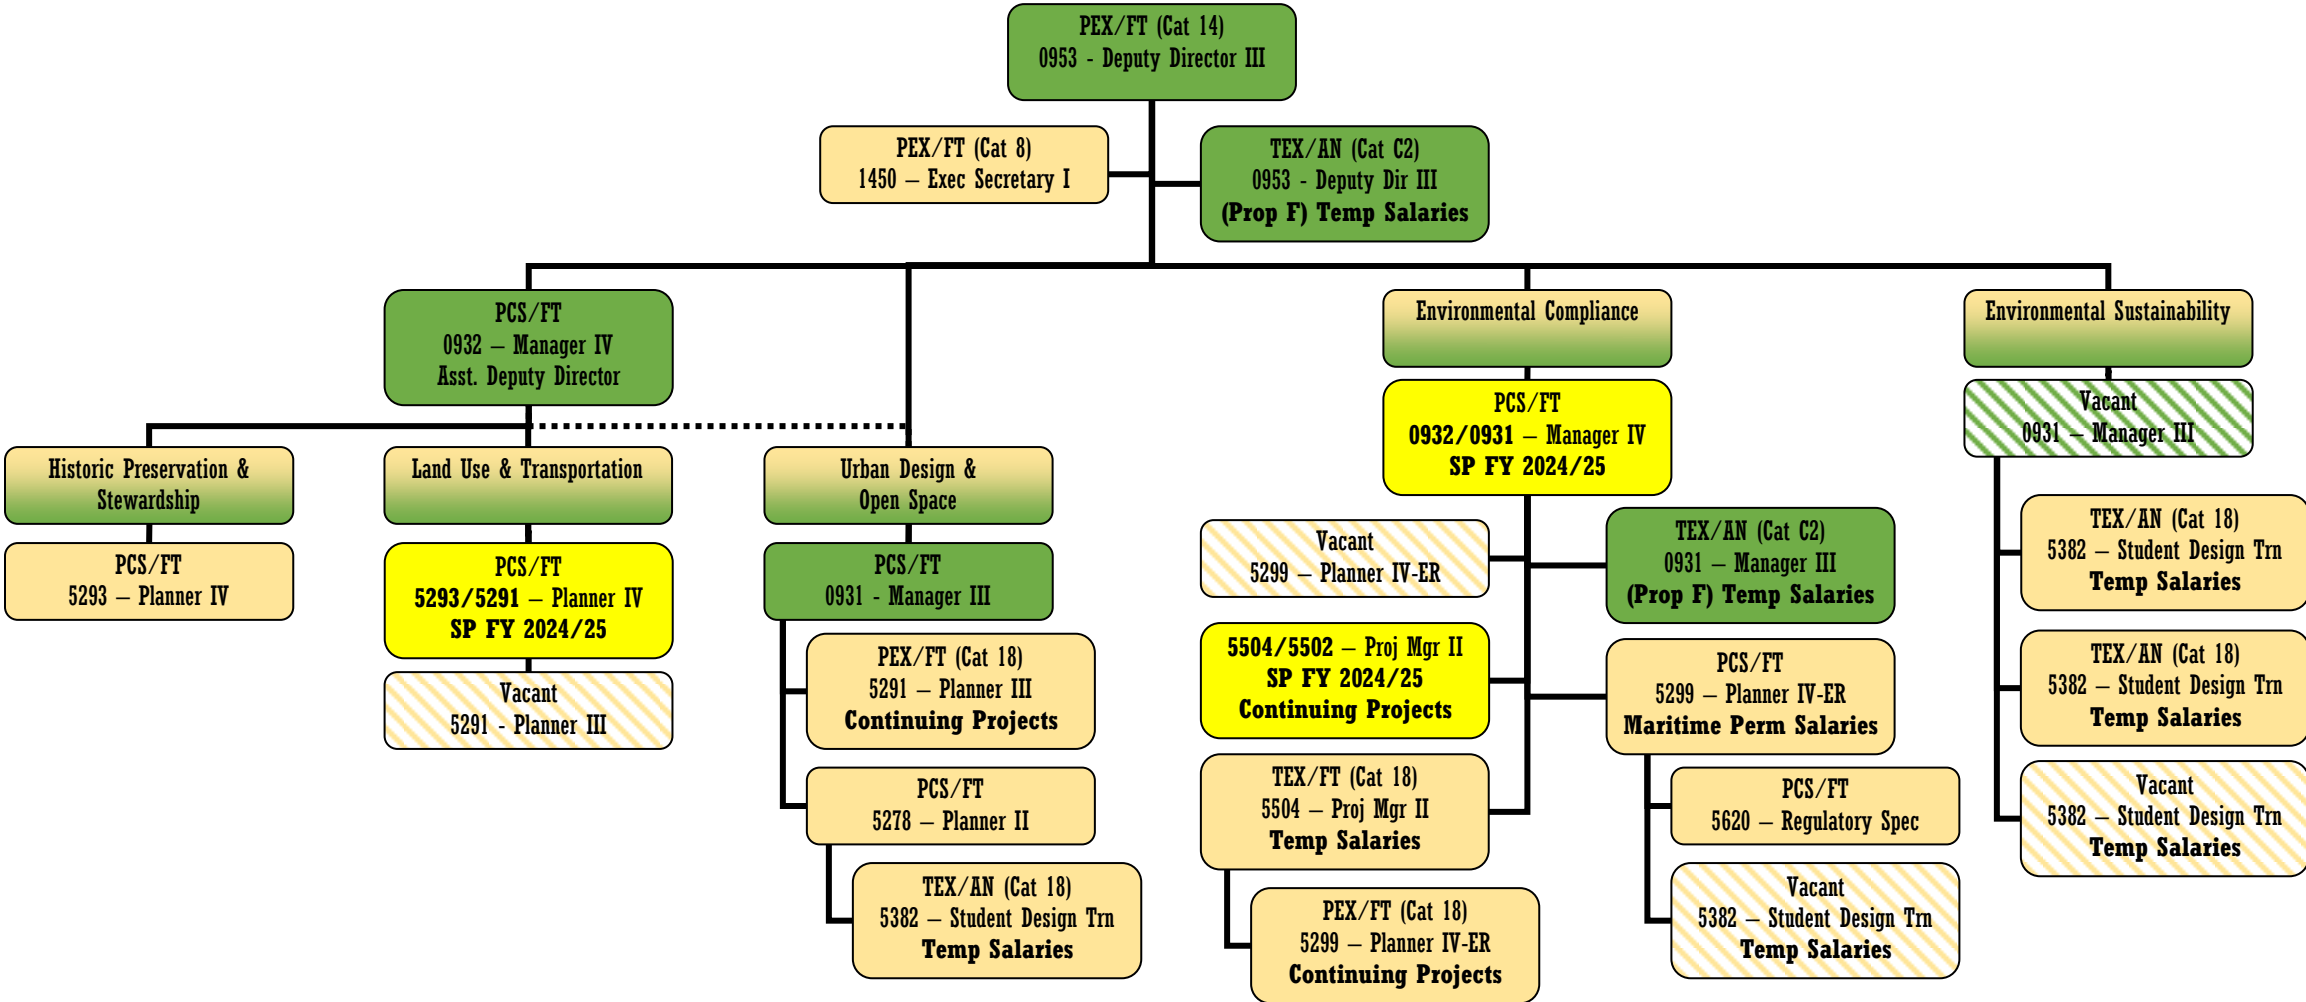 PEX/FT (Cat 14)
0953 - Deputy Director III
PEX/FT (Cat 8)
1450 – Exec Secretary I
TEX/AN (Cat C2)
0953 - Deputy Dir III
(Prop F) Temp Salaries
PCS/FT
0932 – Manager IV
Asst. Deputy Director
Historic Preservation &
Stewardship
PCS/FT
5293 – Planner IV
Land Use & Transportation
PCS/FT
5293/5291 – Planner IV
SP FY 2024/25
Vacant
5291 - Planner III
Urban Design &
Open Space
PCS/FT
0931 - Manager III
PEX/FT (Cat 18)
5291 – Planner III
Continuing Projects
PCS/FT
5278 – Planner II
TEX/AN (Cat 18)
5382 – Student Design Trn
Temp Salaries
Environmental Compliance
PCS/FT
0932/0931 – Manager IV
SP FY 2024/25
Vacant
5299 – Planner IV-ER
TEX/AN (Cat C2)
0931 – Manager III
(Prop F) Temp Salaries
5504/5502 – Proj Mgr II
SP FY 2024/25
Continuing Projects
PCS/FT
5299 – Planner IV-ER
Maritime Perm Salaries
TEX/FT (Cat 18)
5504 – Proj Mgr II
Temp Salaries
PEX/FT (Cat 18)
5299 – Planner IV-ER
Continuing Projects
PCS/FT
5620 – Regulatory Spec
Vacant
5382 – Student Design Trn
Temp Salaries
Environmental Sustainability
Vacant
0931 – Manager III
TEX/AN (Cat 18)
5382 – Student Design Trn
Temp Salaries
TEX/AN (Cat 18)
5382 – Student Design Trn
Temp Salaries
Vacant
5382 – Student Design Trn
Temp Salaries